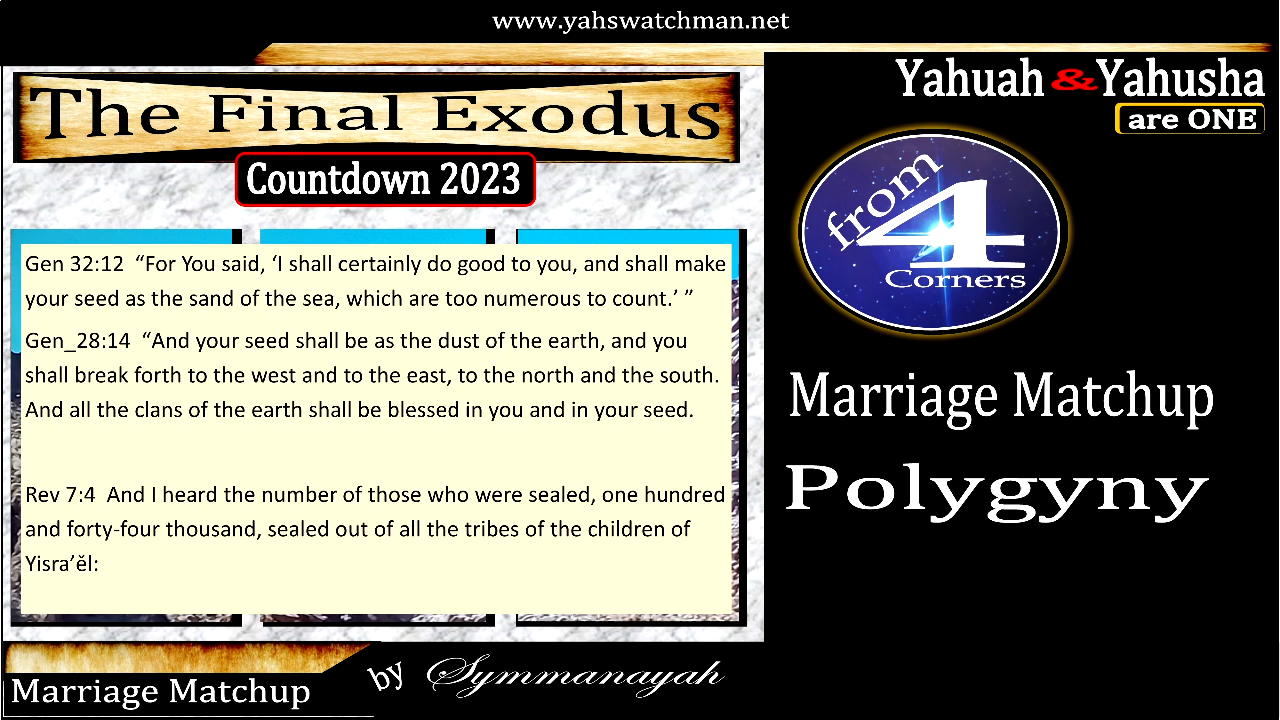 www.yahswatchman.net
The Final Exodus
Countdown 2023
Gen 32:12 “For You said, ‘I shall certainly do good to you, and shall make
your seed as the sand of the sea, which are too numerous to count.’ ”
Gen_28:14 “And your seed shall be as the dust of the earth, and you
shall break forth to the west and to the east, to the north and the south.
And all the clans of the earth shall be blessed in you and in your seed.
Rev 7:4 And I heard the number of those who were sealed, one hundred
and forty-four thousand, sealed out of all the tribes of the children of
Yisra’ěl:
Yahuah & Yahusha
are ONE
from
4
Corners
Marriage Matchup
Polygyny
Marriage Matchup
by Symmanayah